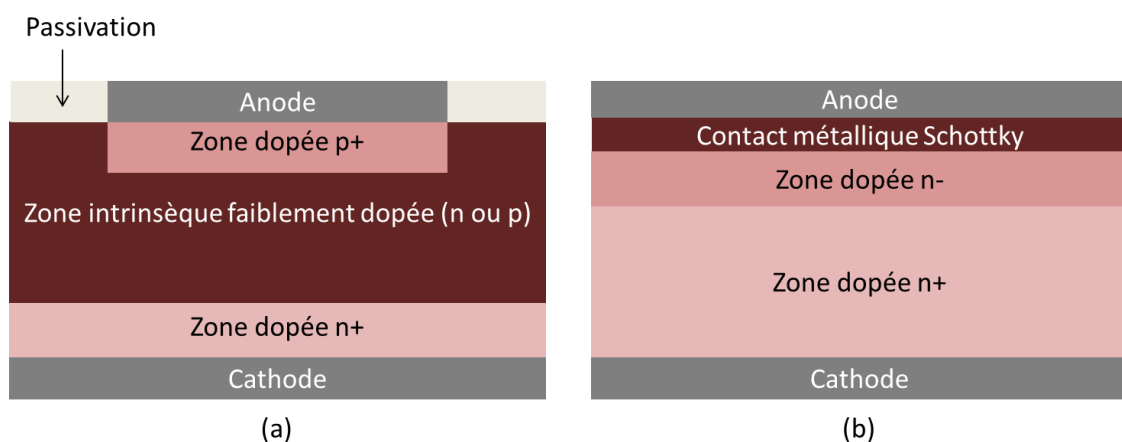 Passivation
Anode
Zone dopée p+
Zone intrinsèque faiblement dopée (n ou p)
Zone dopée n+
Cathode
(a)
Anode
Contact métallique Schottky
Zone dopée n-
Zone dopée n+
Cathode
(b)